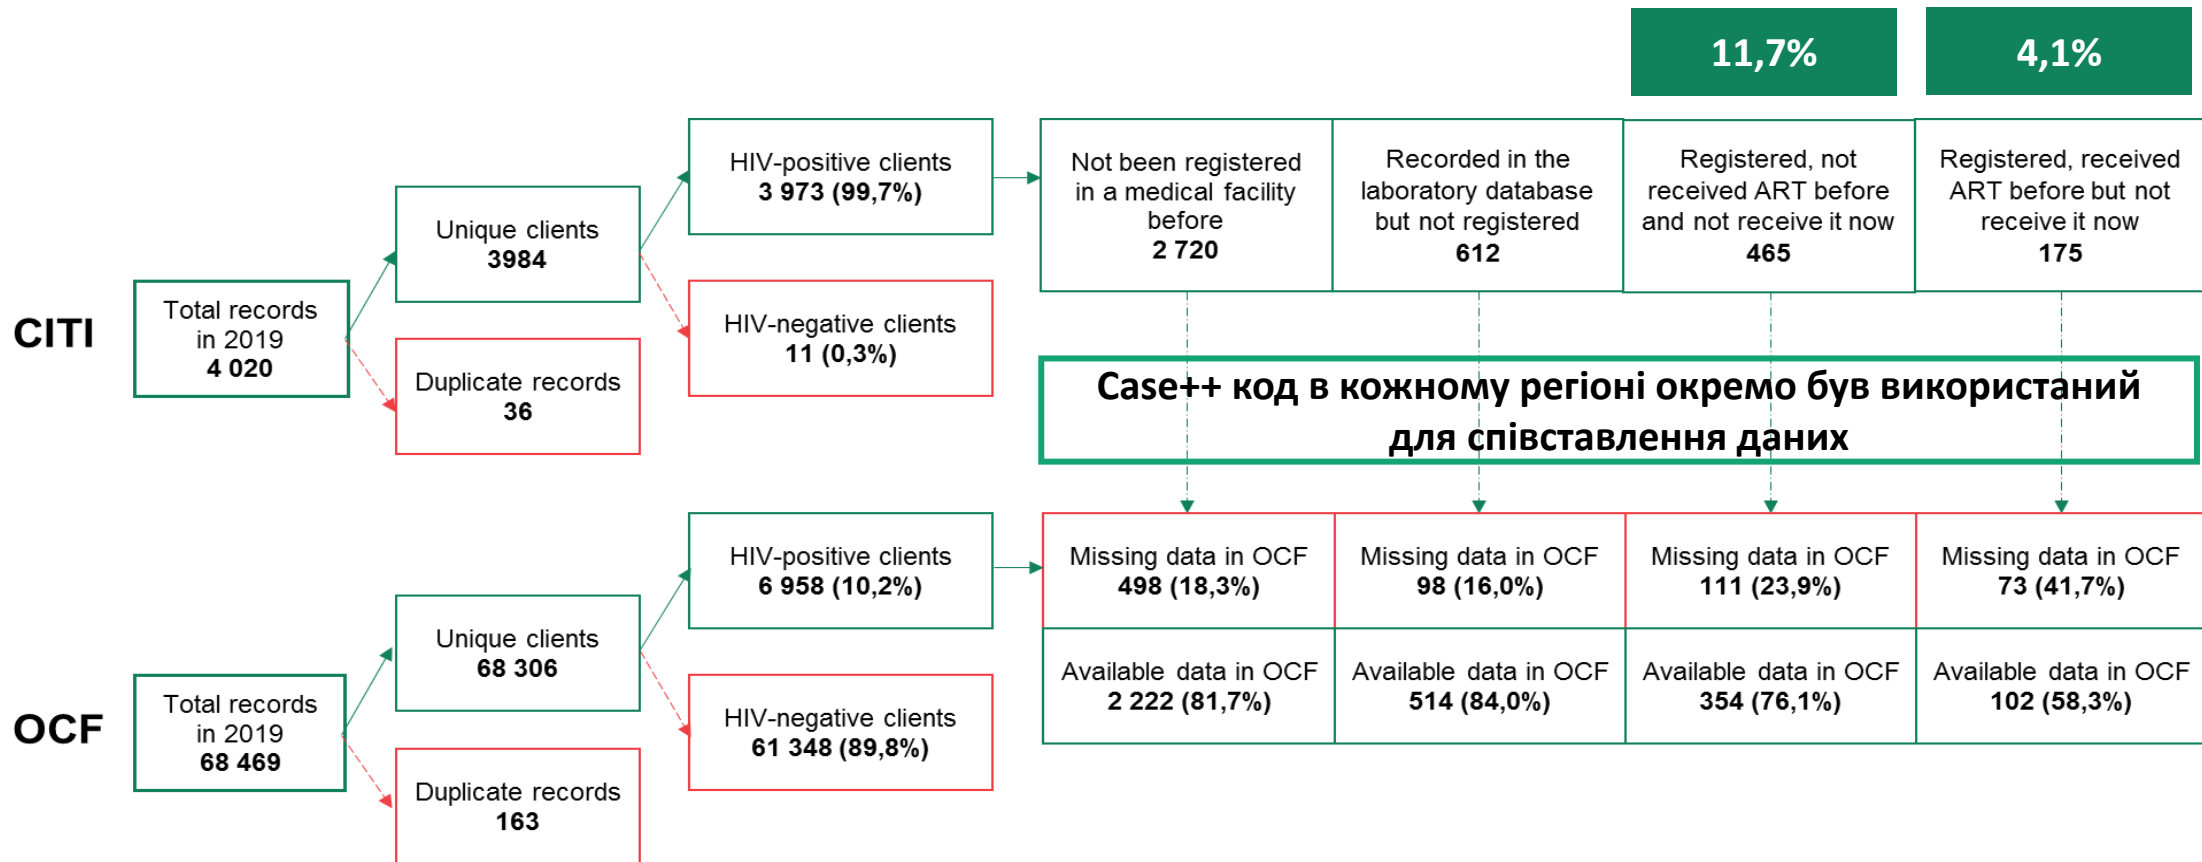 11,7%
4,1%
CITI
Total records
in 2019
4 020
Unique clients
3984
Duplicate records
36
HIV-positive clients
3 973 (99,7%)
HIV-negative clients
11 (0,3%)
Not been registered
in a medical facility
before
2 720
Recorded in the
laboratory database
but not registered
612
Registered, not
received ART before
and not receive it now
465
Registered, received
ART before but not
receive it now
175
Case++ код в кожному регіоні окремо був використаний
для співставлення даних
OCF
Total records
in 2019
68 469
Unique clients
68 306
Duplicate records
163
HIV-positive clients
6 958 (10,2%)
HIV-negative clients
61 348 (89,8%)
Missing data in OCF
498 (18,3%)
Missing data in OCF
98 (16,0%)
Missing data in OCF
111 (23,9%)
Missing data in OCF
73 (41,7%)
Available data in OCF
2 222 (81,7%)
Available data in OCF
514 (84,0%)
Available data in OCF
354 (76,1%)
Available data in OCF
102 (58,3%)